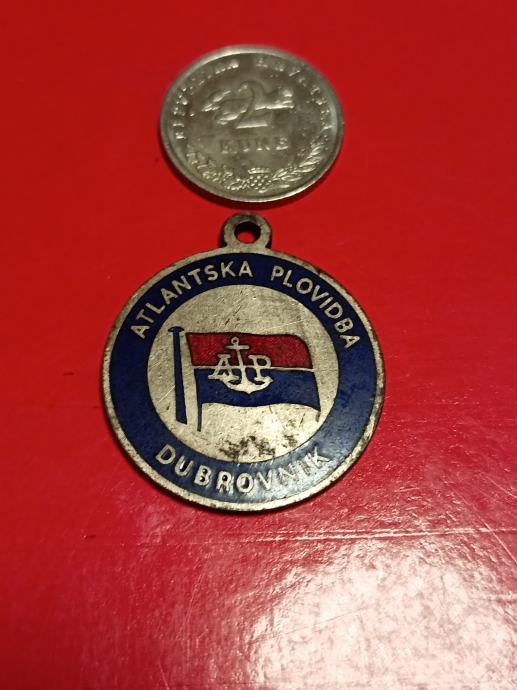 REPUBLIKA HRVATSKA
2
KUNE
ATLANTSKA PLOVIDBA
AP
DUBROVNIK